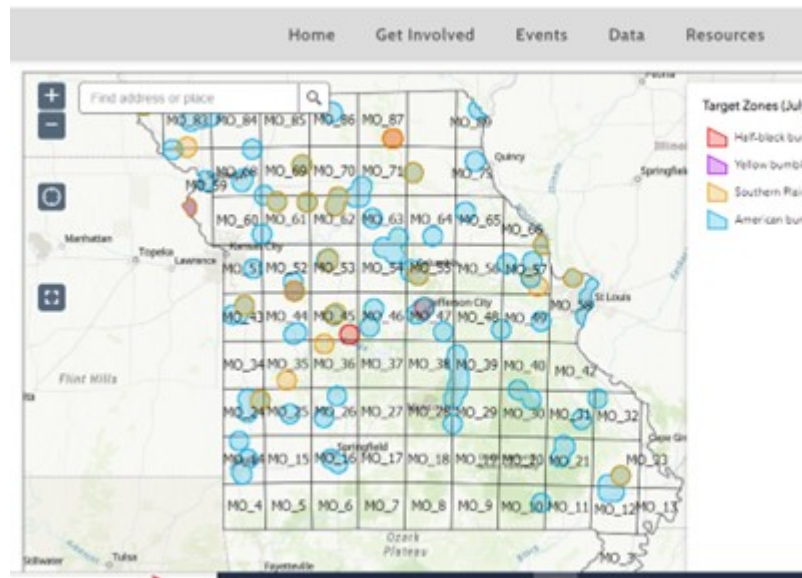 Home Get Involved Events Data Resources
+
Find address or place
−
Target Zones (Jul
Half-black bu
Yellow bumbl
Southern Plai
American bu
Peoria
MO_83 MO_84 MO_85 MO_86 MO_87
Quincy
Springfiel
MO_69 MO_70 MO_71
MO_59
MO_60 MO_61 MO_62 MO_63 MO_64 MO_65
MO_66
Manhattan
Topeka
Lawrence
Kansas City
MO_51 MO_52 MO_53 MO_54 MO_55 MO_56 MO_57
St Louis
Jefferson City
MO_43 MO_44 MO_45 MO_46 MO_47 MO_48 MO_49
MO_34 MO_35 MO_36 MO_37 MO_38 MO_39 MO_40 MO_42
Flint Hills
MO_24 MO_25 MO_26 MO_27 MO_28 MO_29 MO_30 MO_31 MO_32
Springfield
MO_14 MO_15 MO_16 MO_17 MO_18 MO_19 MO_20 MO_21
MO_4 MO_5 MO_6 MO_7 MO_8 MO_9 MO_10 MO_11 MO_12 MO_13
Ozark
Plateau
MO_3
Stillwater
Tulsa
Fayetteville